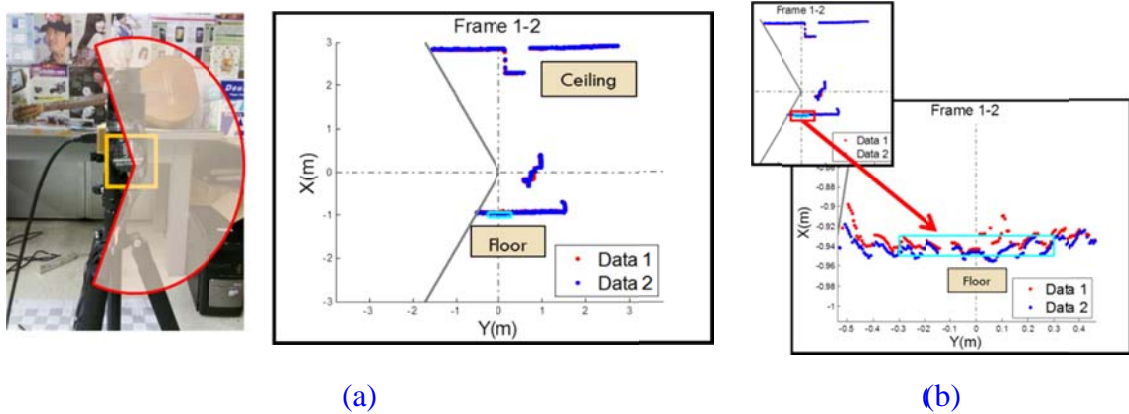 Frame 1-2
3
2
1
0
-1
-2
-3
X(m)
Ceiling
Floor
Data 1
Data 2
-3 -2 -1 0 1 2 3
Y(m)
(a)
Frame 1-2
Data 1
Data 2
Frame 1-2
X(m)
-0.9
-0.92
-0.94
-0.96
-0.98
-1
Floor
Data 1
Data 2
-0.5 -0.4 -0.3 -0.2 -0.1 0 0.1 0.2 0.3 0.4
Y(m)
(b)